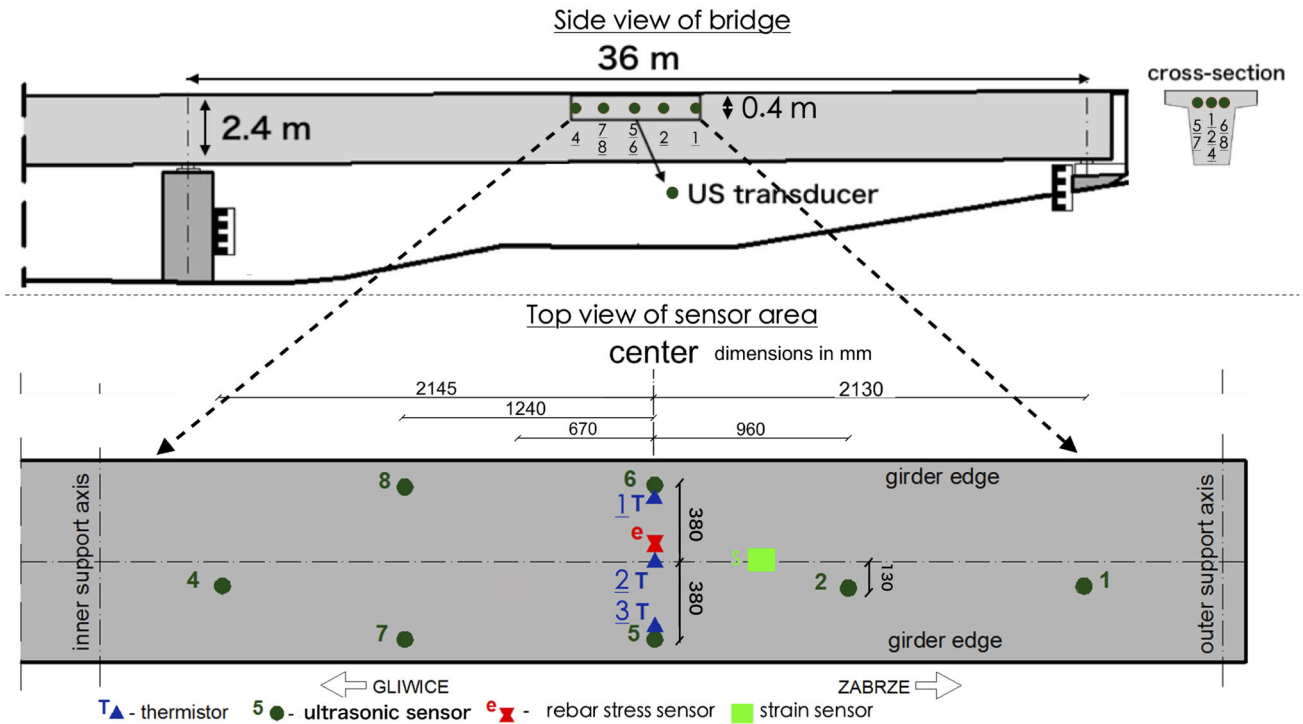 Side view of bridge
36 m
cross-section
2.4 m
0.4 m
4 7 8 5 6 2 1
5 7 1 2 4 6 8
US transducer
Top view of sensor area
center dimensions in mm
2145 2130
1240
670 960
inner support axis
outer support axis
girder edge
8 6
1 T
380
e
S
4
2 T
2
130
1
3 T
380
7 5
girder edge
GLIWICE ZABRZE
T - thermistor 5 - ultrasonic sensor e - rebar stress sensor strain sensor